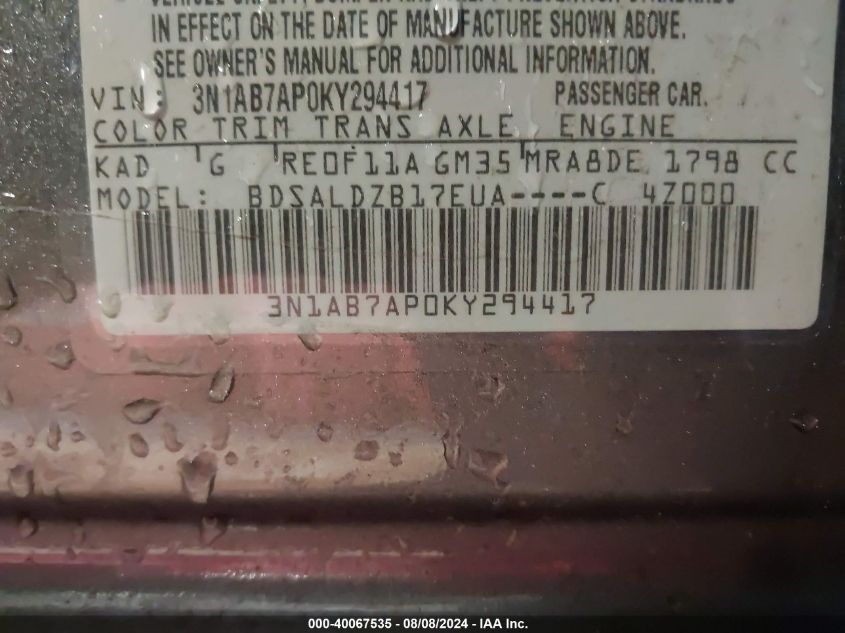 IN EFFECT ON THE DATE OF MANUFACTURE SHOWN ABOVE.
SEE OWNER'S MANUAL FOR ADDITIONAL INFORMATION.
VIN: 3N1AB7AP0KY294417 PASSENGER CAR.
COLOR TRIM TRANS AXLE ENGINE
KAD G RE0F11A GM35 MRA8DE 1798 CC
MODEL: BDSALDZB17EUA----C 4Z000
3N1AB7AP0KY294417
000-40067535 - 08/08/2024 - IAA Inc.